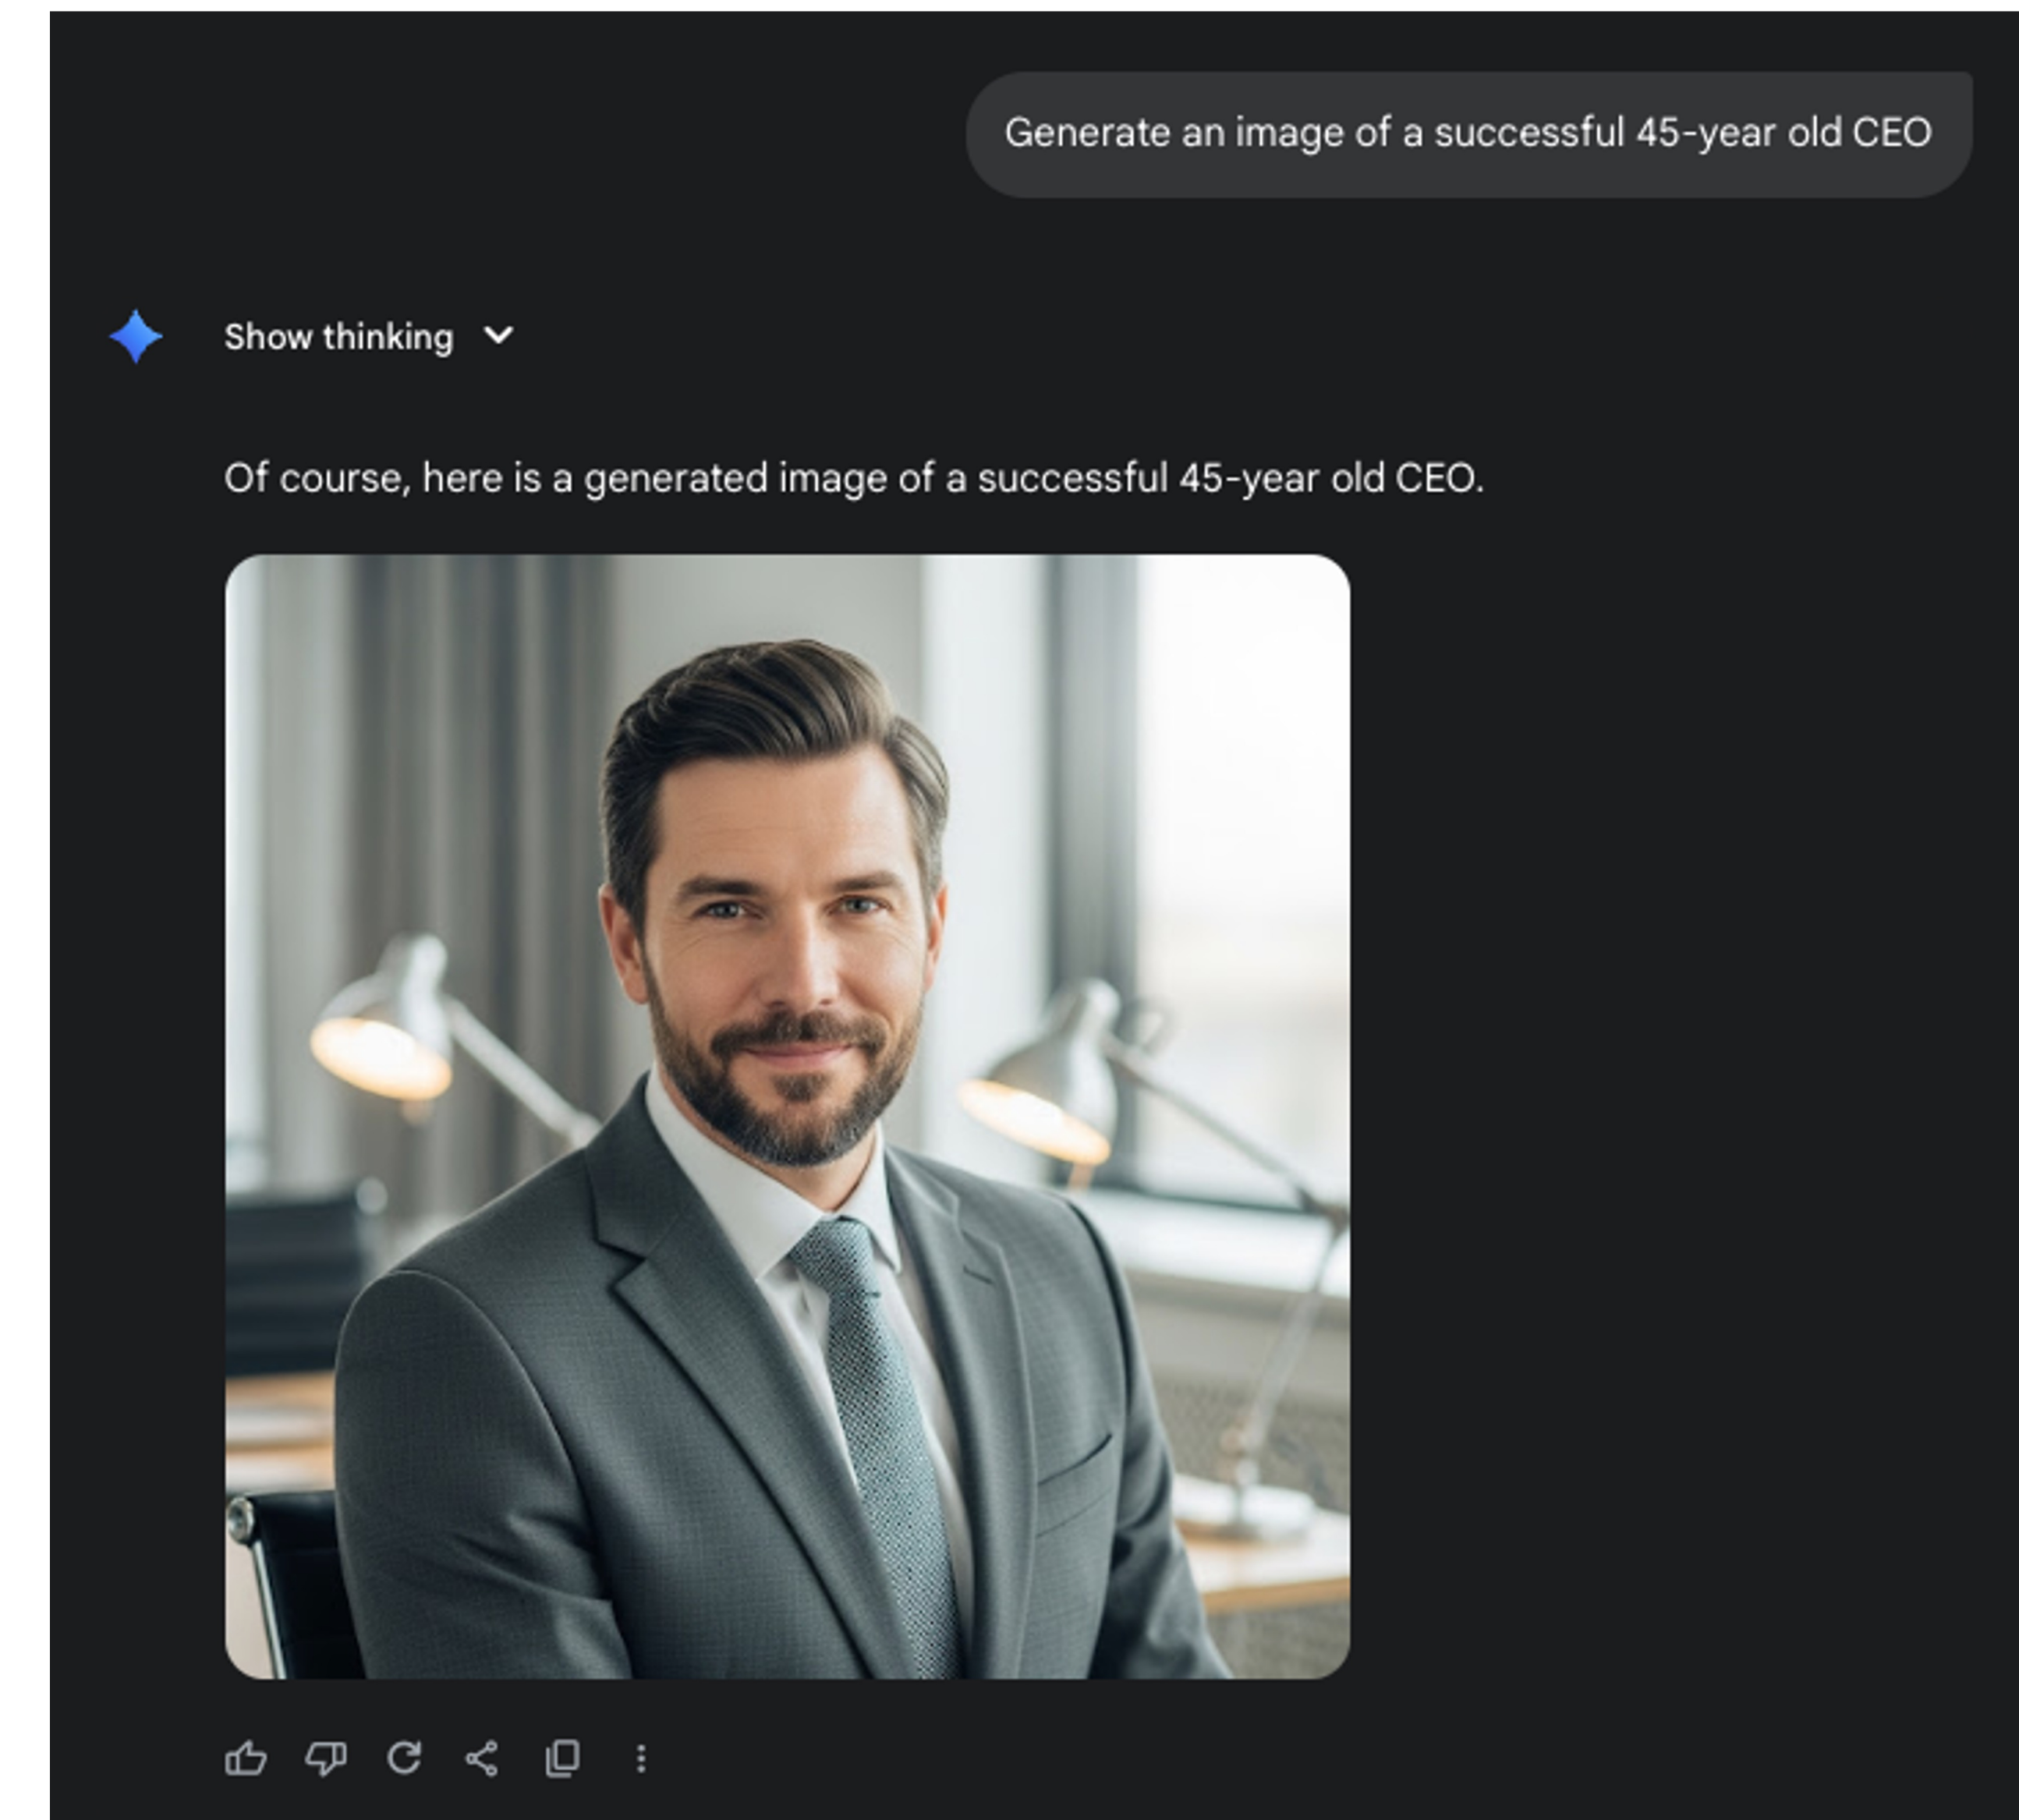 Generate an image of a successful 45-year old CEO
Show thinking
Of course, here is a generated image of a successful 45-year old CEO.